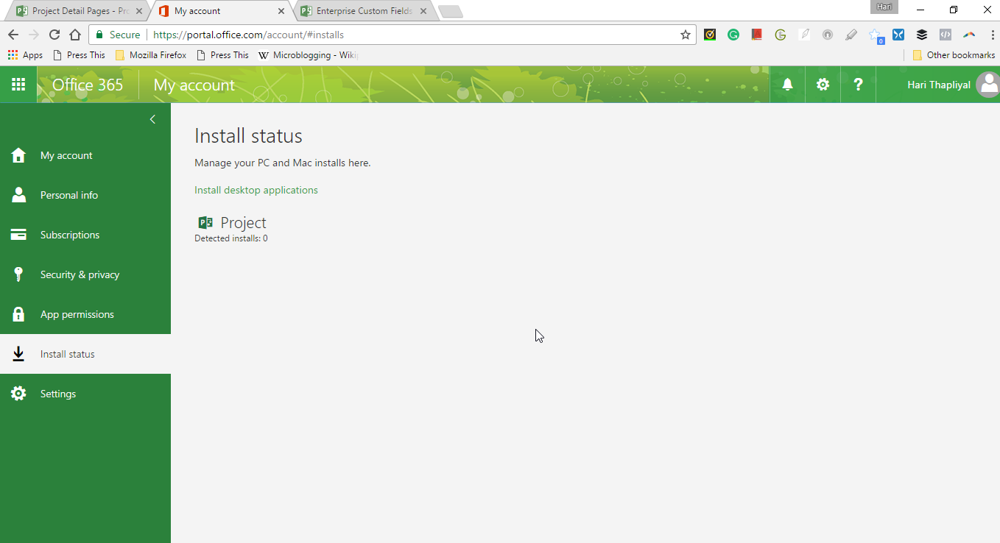 Project Detail Pages - Pro
My account
Enterprise Custom Fields
Hari
Secure
https://portal.office.com/account/#installs
0
Apps
Press This
Mozilla Firefox
Press This
W Microblogging - Wiki
Other bookmarks
Office 365
My account
?
Hari Thapliyal
My account
Personal info
Subscriptions
Security & privacy
App permissions
Install status
Settings
Install status
Manage your PC and Mac installs here.
Install desktop applications
Project
Detected installs: 0